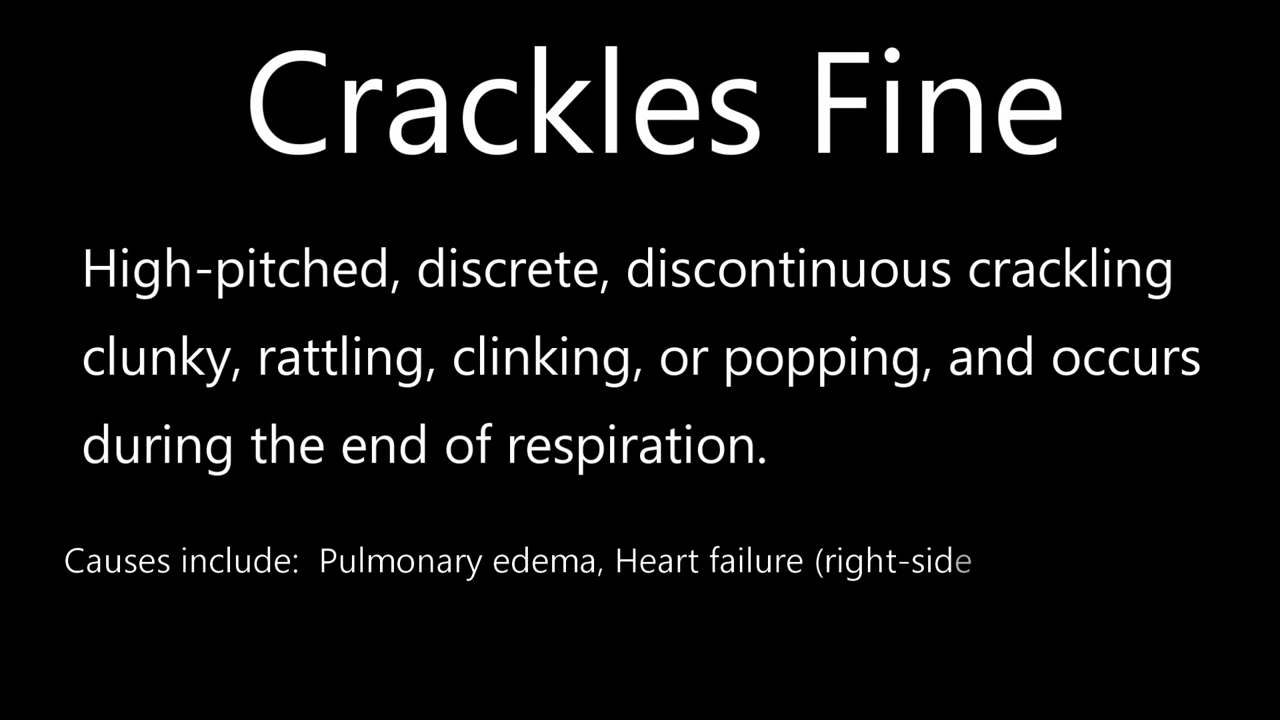 Crackles Fine
High-pitched, discrete, discontinuous crackling
clunky, rattling, clinking, or popping, and occurs
during the end of respiration.
Causes include: Pulmonary edema, Heart failure (right-side